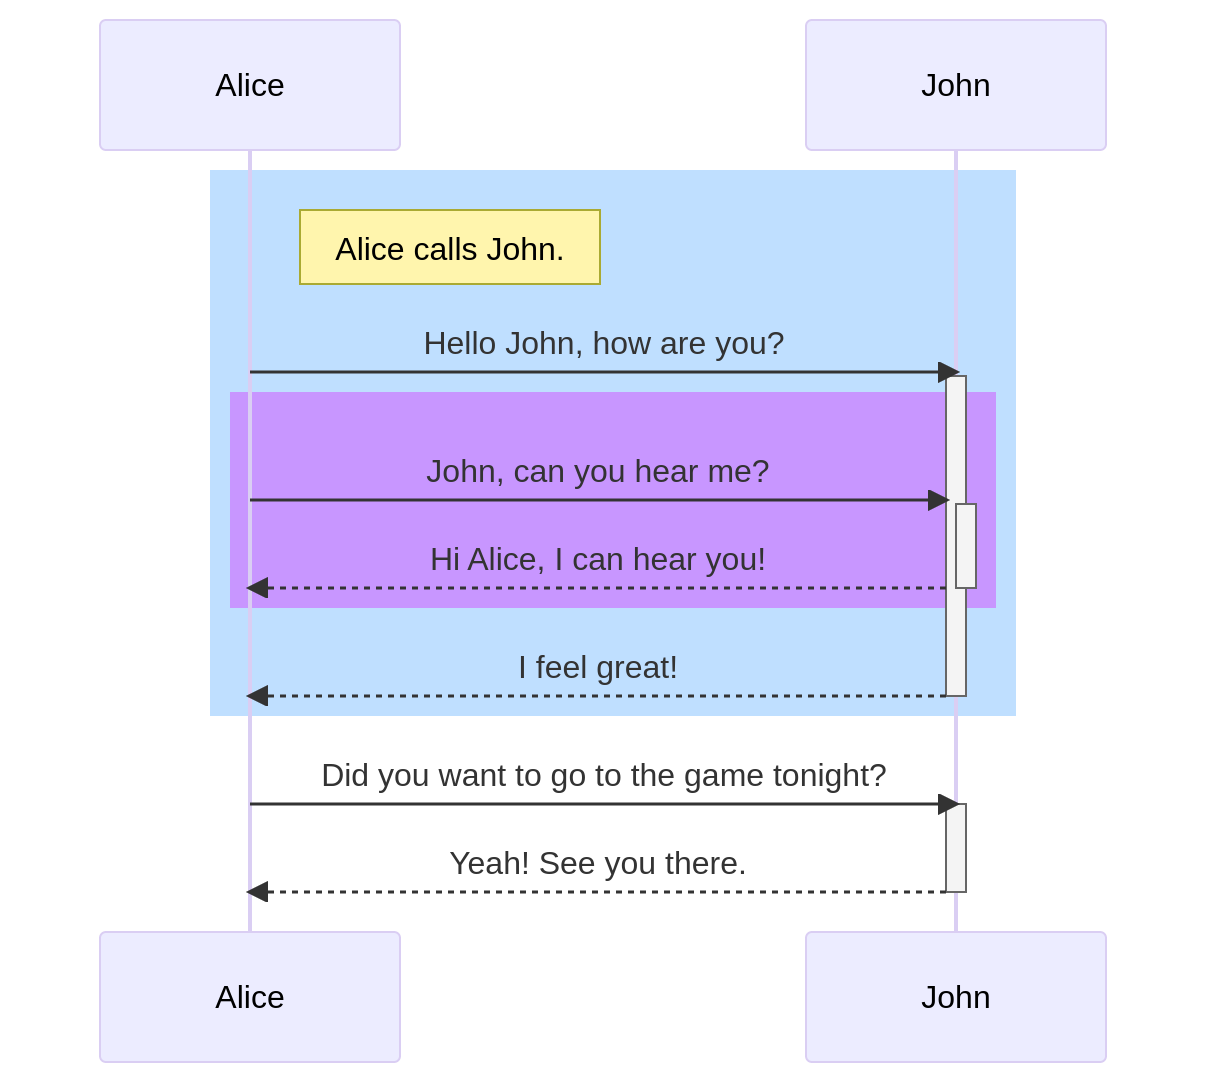 Alice
John
Alice calls John.
Hello John, how are you?
John, can you hear me?
Hi Alice, I can hear you!
I feel great!
Did you want to go to the game tonight?
Yeah! See you there.
Alice
John